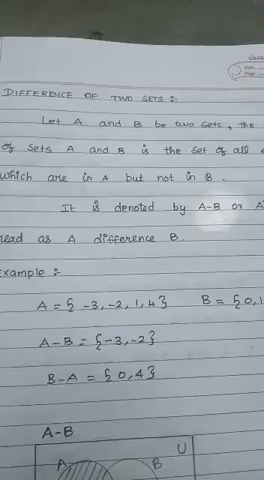 DIFFERENCE OF TWO SETS :-
Let A and B be two sets, the
of sets A and B is the set of all
which are in A but not in B.
It is denoted by A-B or A
read as A difference B.
Example :-
A = { -3, -2, 1, 4 } B = { 0, 1
A-B = { -3, -2 }
B-A = { 0, 4 }
A-B
U
A B